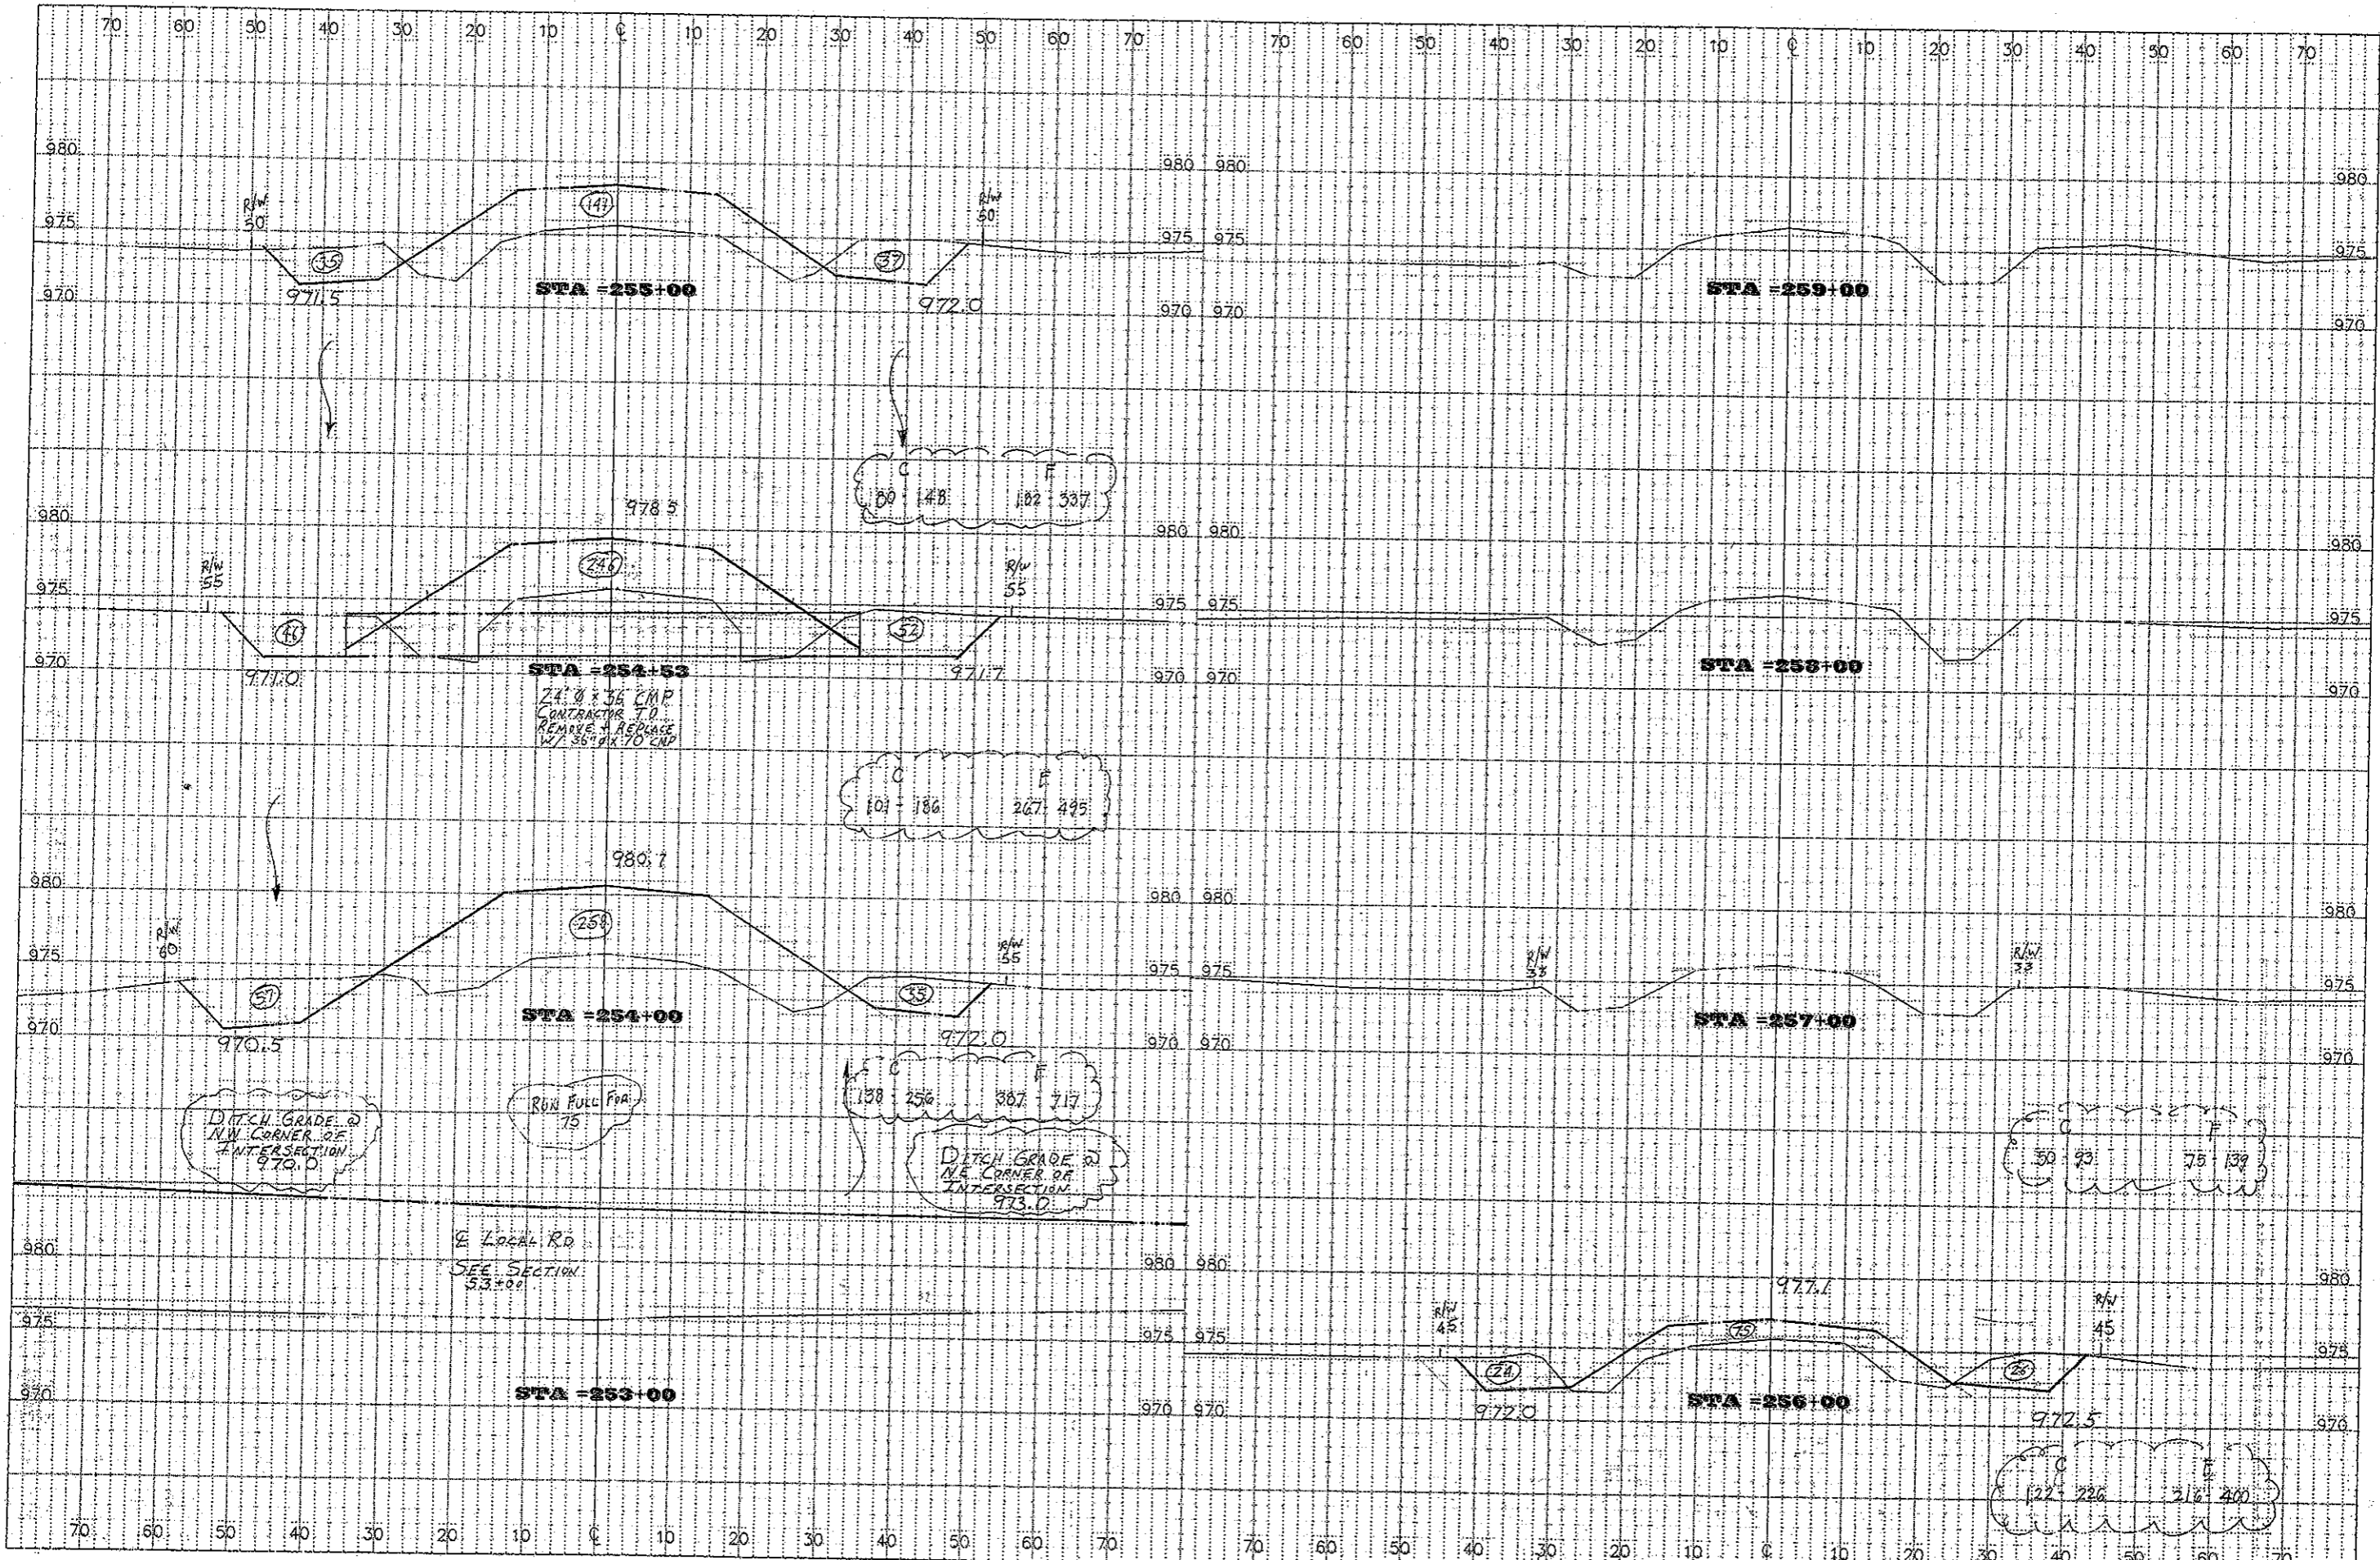 70 60 50 40 30 20 10 ℄ 10 20 30 40 50 60 70 70 60 50 40 30 20 10 ℄ 10 20 30 40 50 60 70
980 980 980 980
R/W
50
147
R/W
50
975 975 975 975
35
37
STA =255+00
971.5
972.0
970 970 970 970
STA =259+00
C F
80 - 148 182 - 337
978.5
980 980 980 980
R/W
55
246
R/W
55
975 975 975 975
46
52
STA =254+53
971.0
971.7
970 970 970 970
24"Ø x 36 CMP
CONTRACTOR TO
REMOVE & REPLACE
W/ 36"Ø x 70' CMP
STA =258+00
C F
101 - 186 267 - 495
980.7
980 980 980 980
R/W
60
258
R/W
55
975 975 975 975
57
35
STA =254+00
970.5
972.0
970 970 970 970
R/W
33
R/W
33
STA =257+00
C F
138 - 256 387 - 717
DITCH GRADE @
NW CORNER OF
INTERSECTION
970.0
RUN FULL FOR
75
DITCH GRADE @
NE CORNER OF
INTERSECTION
973.0
C F
50 - 93 75 - 139
℄ LOCAL RD
SEE SECTION
53+00
980 980 980 980
975 975 975 975
STA =253+00
970 970 970 970
977.1
R/W
45
75
R/W
45
24
STA =256+00
972.0
972.5
C F
122 - 226 216 - 400
70 60 50 40 30 20 10 ℄ 10 20 30 40 50 60 70 70 60 50 40 30 20 10 ℄ 10 20 30 40 50 60 70